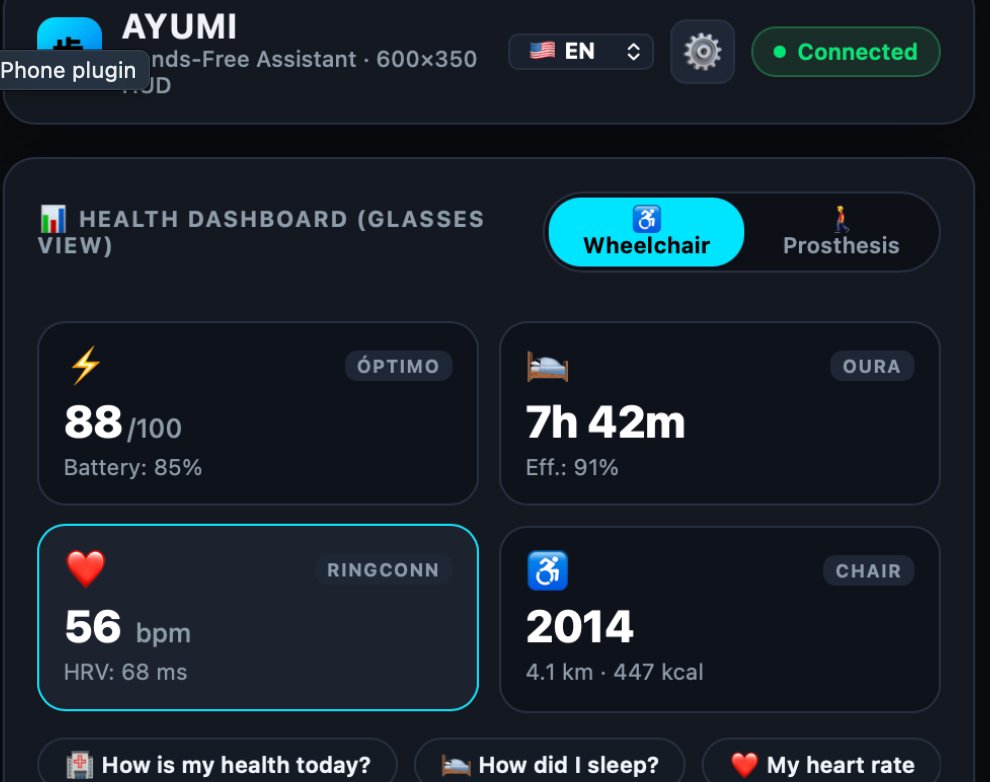 AYUMI
Phone plugin
nds-Free Assistant · 600×350
HUD
EN
Connected
HEALTH DASHBOARD (GLASSES
VIEW)
Wheelchair
Prosthesis
ÓPTIMO
88/100
Battery: 85%
OURA
7h 42m
Eff.: 91%
RINGCONN
56 bpm
HRV: 68 ms
CHAIR
2014
4.1 km · 447 kcal
How is my health today?
How did I sleep?
My heart rate